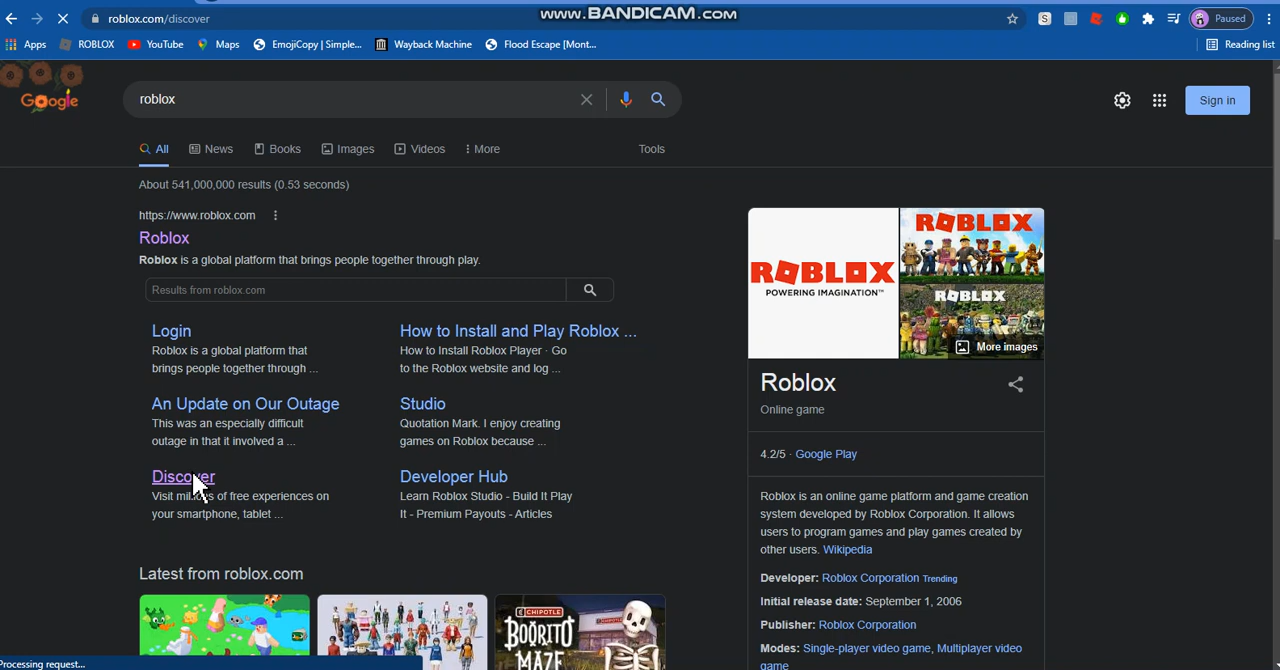 www.BANDICAM.com
roblox.com/discover
S
Paused
Apps
ROBLOX
YouTube
Maps
EmojiCopy | Simple...
Wayback Machine
Flood Escape [Mont...
Reading list
Google
roblox
Sign in
All
News
Books
Images
Videos
More
Tools
About 541,000,000 results (0.53 seconds)
https://www.roblox.com
Roblox
Roblox is a global platform that brings people together through play.
Results from roblox.com
Login
Roblox is a global platform that
brings people together through ...
How to Install and Play Roblox ...
How to Install Roblox Player · Go
to the Roblox website and log ...
An Update on Our Outage
This was an especially difficult
outage in that it involved a ...
Studio
Quotation Mark. I enjoy creating
games on Roblox because ...
Discover
Visit millions of free experiences on
your smartphone, tablet ...
Developer Hub
Learn Roblox Studio - Build It Play
It - Premium Payouts - Articles
Latest from roblox.com
CHIPOTLE
BOORITO
MAZE
Processing request...
ROBLOX
POWERING IMAGINATION™
ROBLOX
ROBLOX
More images
Roblox
Online game
4.2/5 · Google Play
Roblox is an online game platform and game creation
system developed by Roblox Corporation. It allows
users to program games and play games created by
other users. Wikipedia
Developer: Roblox Corporation Trending
Initial release date: September 1, 2006
Publisher: Roblox Corporation
Modes: Single-player video game, Multiplayer video
game